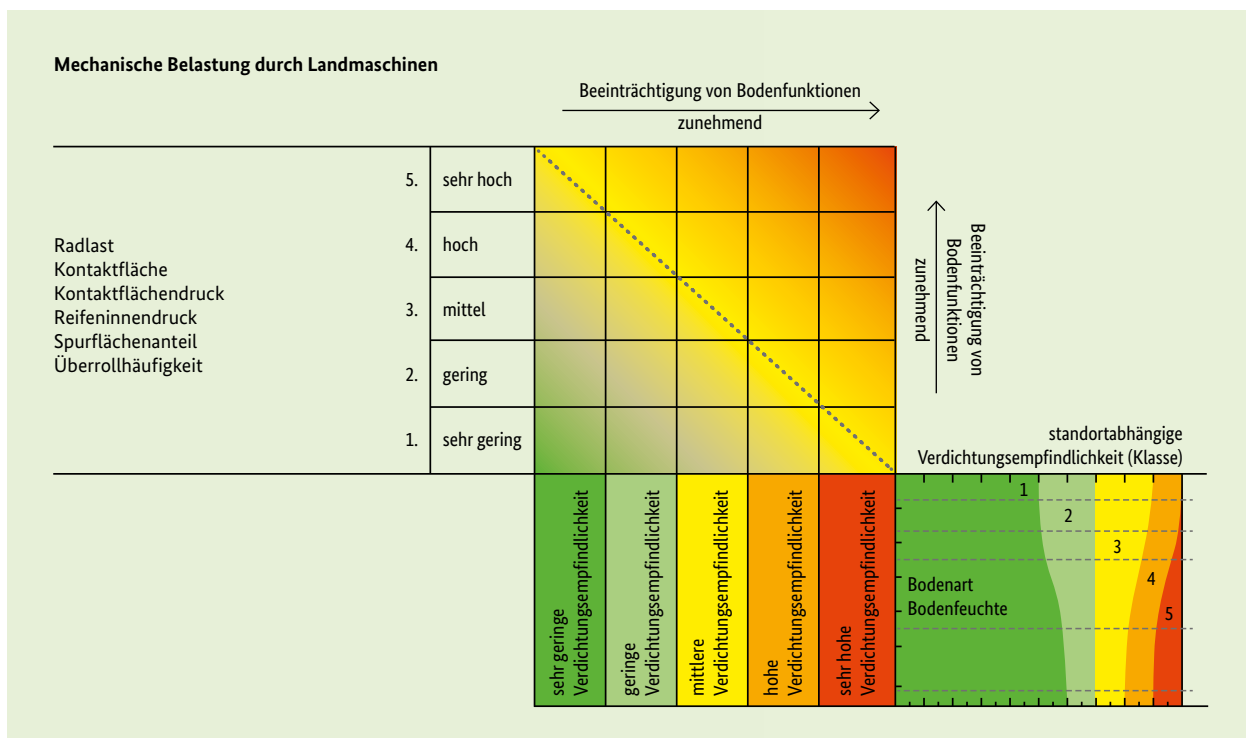 Mechanische Belastung durch Landmaschinen
Beeinträchtigung von Bodenfunktionen
zunehmend
Radlast
Kontaktfläche
Kontaktflächendruck
Reifeninnendruck
Spurflächenanteil
Überrollhäufigkeit
5. sehr hoch
4. hoch
3. mittel
2. gering
1. sehr gering
Beeinträchtigung von
Bodenfunktionen
zunehmend
standortabhängige
Verdichtungsempfindlichkeit (Klasse)
sehr geringe
Verdichtungsempfindlichkeit
geringe
Verdichtungsempfindlichkeit
mittlere
Verdichtungsempfindlichkeit
hohe
Verdichtungsempfindlichkeit
sehr hohe
Verdichtungsempfindlichkeit
1
2
3
4
5
Bodenart
Bodenfeuchte